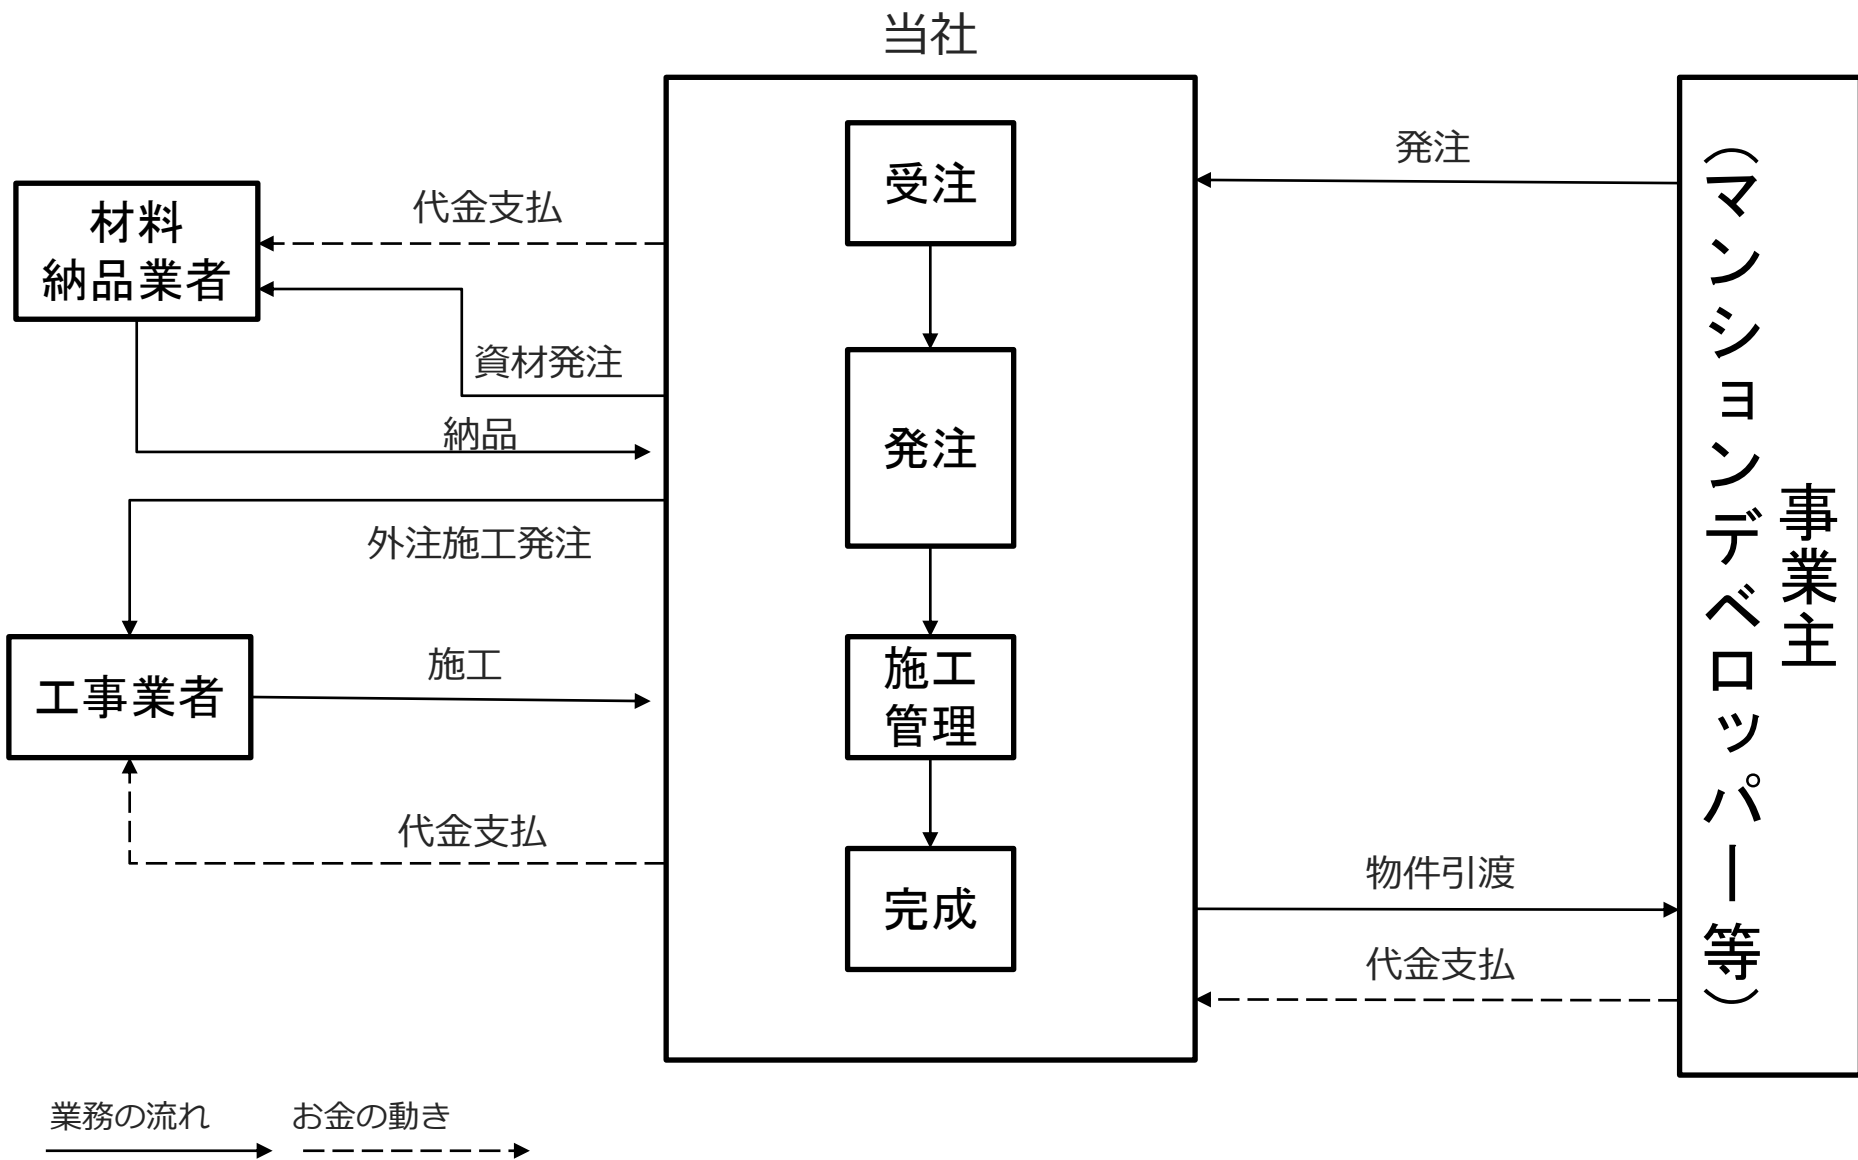 当社
受注
発注
施工
管理
完成
材料
納品業者
代金支払
資材発注
納品
外注施工発注
工事業者
施工
代金支払
発注
物件引渡
代金支払
事業主
（マンションデベロッパー等）
業務の流れ
お金の動き